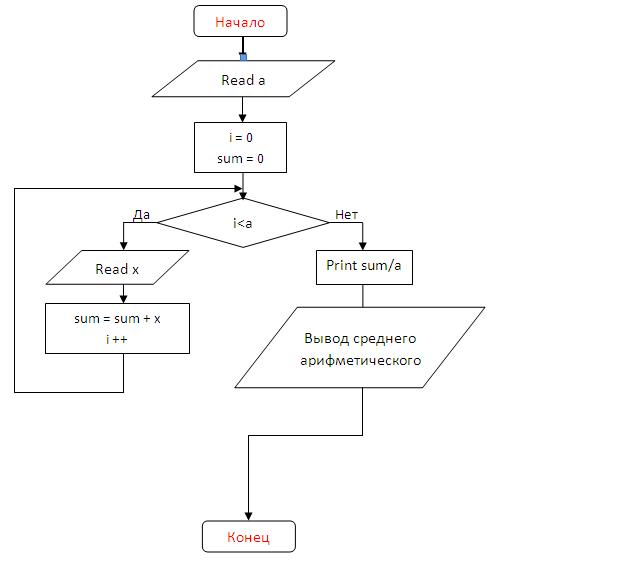 Начало
Read a
i = 0
sum = 0
Да
i<a
Нет
Read x
Print sum/a
sum = sum + x
i ++
Вывод среднего
арифметического
Конец